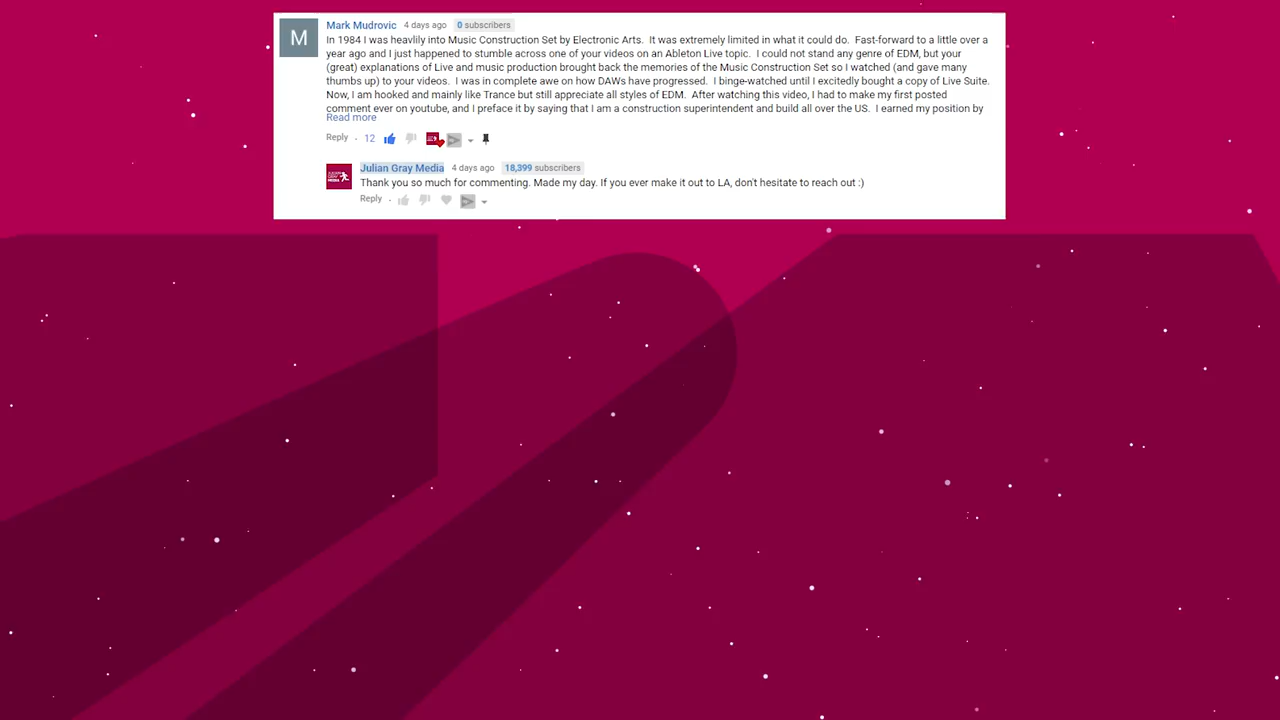 M
Mark Mudrovic 4 days ago 0 subscribers
In 1984 I was heavlily into Music Construction Set by Electronic Arts. It was extremely limited in what it could do. Fast-forward to a little over a
year ago and I just happened to stumble across one of your videos on an Ableton Live topic. I could not stand any genre of EDM, but your
(great) explanations of Live and music production brought back the memories of the Music Construction Set so I watched (and gave many
thumbs up) to your videos. I was in complete awe on how DAWs have progressed. I binge-watched until I excitedly bought a copy of Live Suite.
Now, I am hooked and mainly like Trance but still appreciate all styles of EDM. After watching this video, I had to make my first posted
comment ever on youtube, and I preface it by saying that I am a construction superintendent and build all over the US. I earned my position by
Read more
Reply · 12
Julian Gray Media 4 days ago 18,399 subscribers
Thank you so much for commenting. Made my day. If you ever make it out to LA, don't hesitate to reach out :)
Reply ·